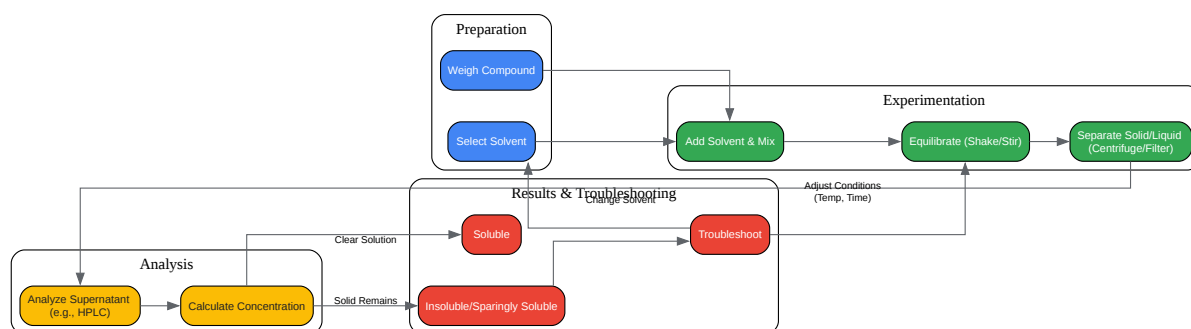 Preparation
Weigh Compound
Select Solvent
Experimentation
Add Solvent & Mix
Equilibrate (Shake/Stir)
Separate Solid/Liquid
(Centrifuge/Filter)
Adjust Conditions
(Temp, Time)
Results & Troubleshooting
Change Solvent
Soluble
Troubleshoot
Clear Solution
Analysis
Analyze Supernatant
(e.g., HPLC)
Calculate Concentration
Solid Remains
Insoluble/Sparingly Soluble